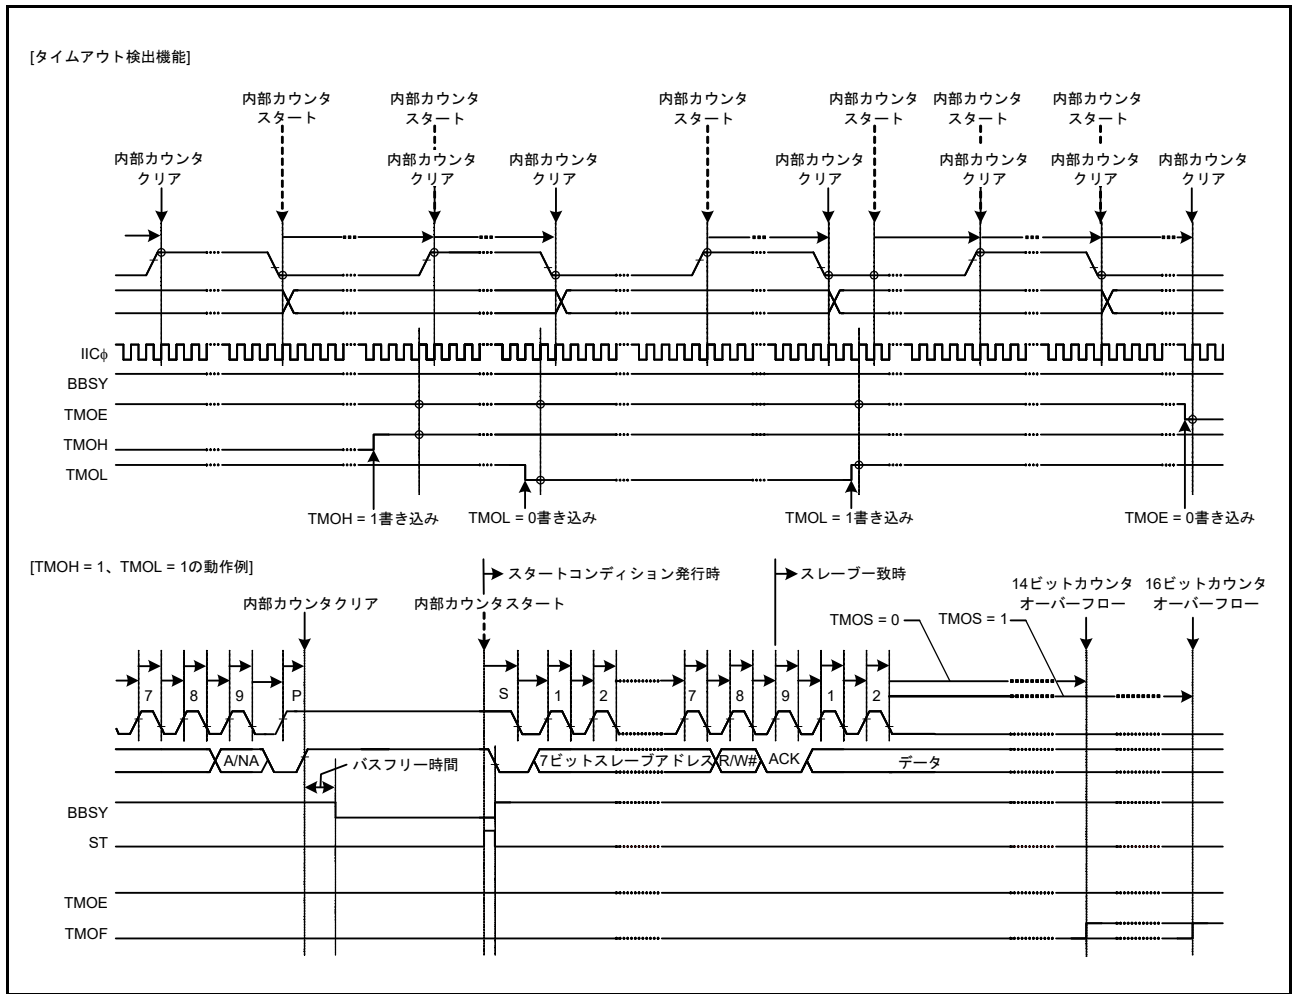 [タイムアウト検出機能]
内部カウンタ
スタート
内部カウンタ
スタート
内部カウンタ
スタート
内部カウンタ
スタート
内部カウンタ
スタート
内部カウンタ
スタート
内部カウンタ
クリア
内部カウンタ
クリア
内部カウンタ
クリア
内部カウンタ
クリア
内部カウンタ
クリア
内部カウンタ
クリア
内部カウンタ
クリア
IICφ
BBSY
TMOE
TMOH
TMOL
TMOH = 1書き込み
TMOL = 0書き込み
TMOL = 1書き込み
TMOE = 0書き込み
[TMOH = 1、TMOL = 1の動作例]
スタートコンディション発行時
スレーブ一致時
内部カウンタクリア
内部カウンタスタート
14ビットカウンタ
オーバーフロー
16ビットカウンタ
オーバーフロー
TMOS = 0
TMOS = 1
7 8 9 P S 1 2 7 8 9 1 2
A/NA
バスフリー時間
7ビットスレーブアドレス
R/W#
ACK
データ
BBSY
ST
TMOE
TMOF